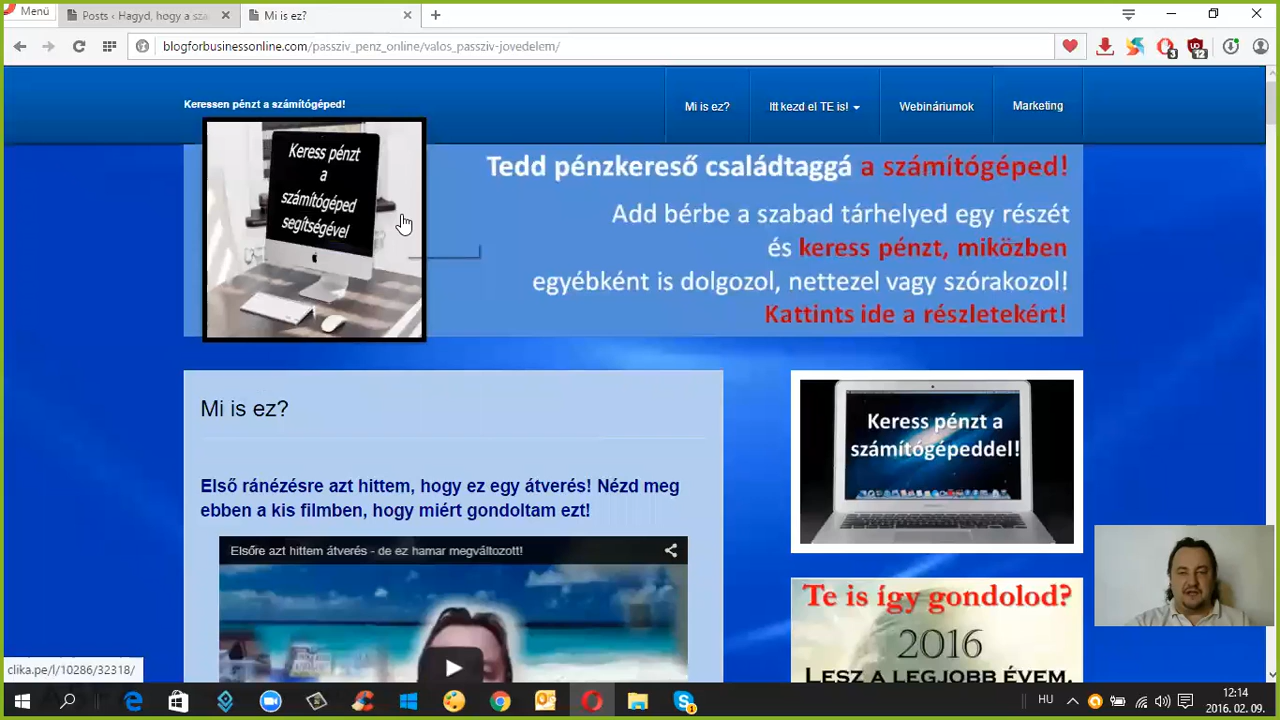 Menü
Posts ‹ Hagyd, hogy a szá
Mi is ez?
blogforbusinessonline.com/passziv_penz_online/valos_passziv-jovedelem/
3
12
Keressen pénzt a számítógéped!
Mi is ez?
Itt kezd el TE is!
Webináriumok
Marketing
Keress pénzt
a
számítógéped
segítségével
Tedd pénzkereső családtaggá a számítógéped!
Add bérbe a szabad tárhelyed egy részét
és keress pénzt, miközben
egyébként is dolgozol, nettezel vagy szórakozol!
Kattints ide a részletekért!
Mi is ez?
Első ránézésre azt hittem, hogy ez egy átverés! Nézd meg
ebben a kis filmben, hogy miért gondoltam ezt!
Elsőre azt hittem átverés - de ez hamar megváltozott!
Keress pénzt a
számítógépeddel!
Te is így gondolod?
2016
LESZ A LEGJOBB ÉVEM.
clika.pe/l/10286/32318/
HU
12:14
2016. 02. 09.